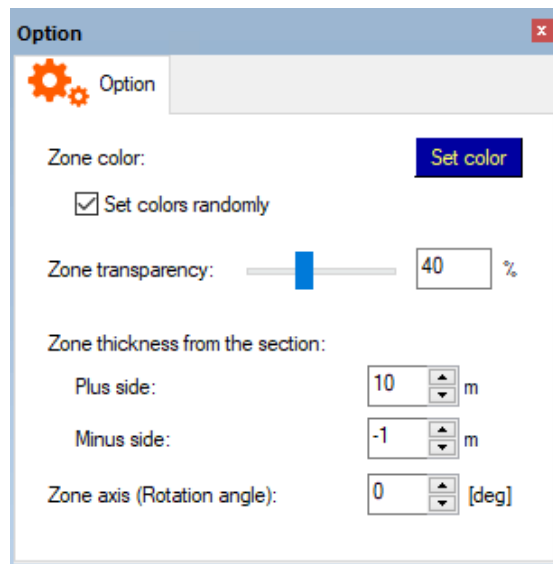 Option
Option
Zone color: Set color
Set colors randomly
Zone transparency: 40 %
Zone thickness from the section:
Plus side: 10 m
Minus side: -1 m
Zone axis (Rotation angle): 0 [deg]